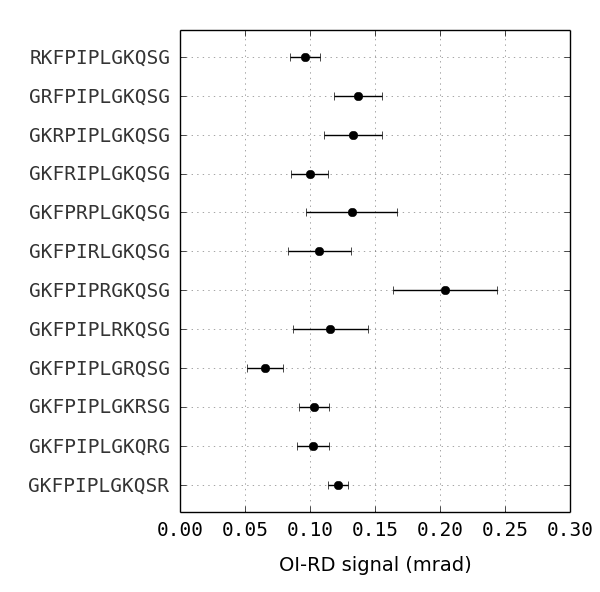 RKFPIPLGKQSG
GRFPIPLGKQSG
GKRPIPLGKQSG
GKFRIPLGKQSG
GKFPRPLGKQSG
GKFPIRLGKQSG
GKFPIPRGKQSG
GKFPIPLRKQSG
GKFPIPLGRQSG
GKFPIPLGKRSG
GKFPIPLGKQRG
GKFPIPLGKQSR
0.00 0.05 0.10 0.15 0.20 0.25 0.30
OI-RD signal (mrad)